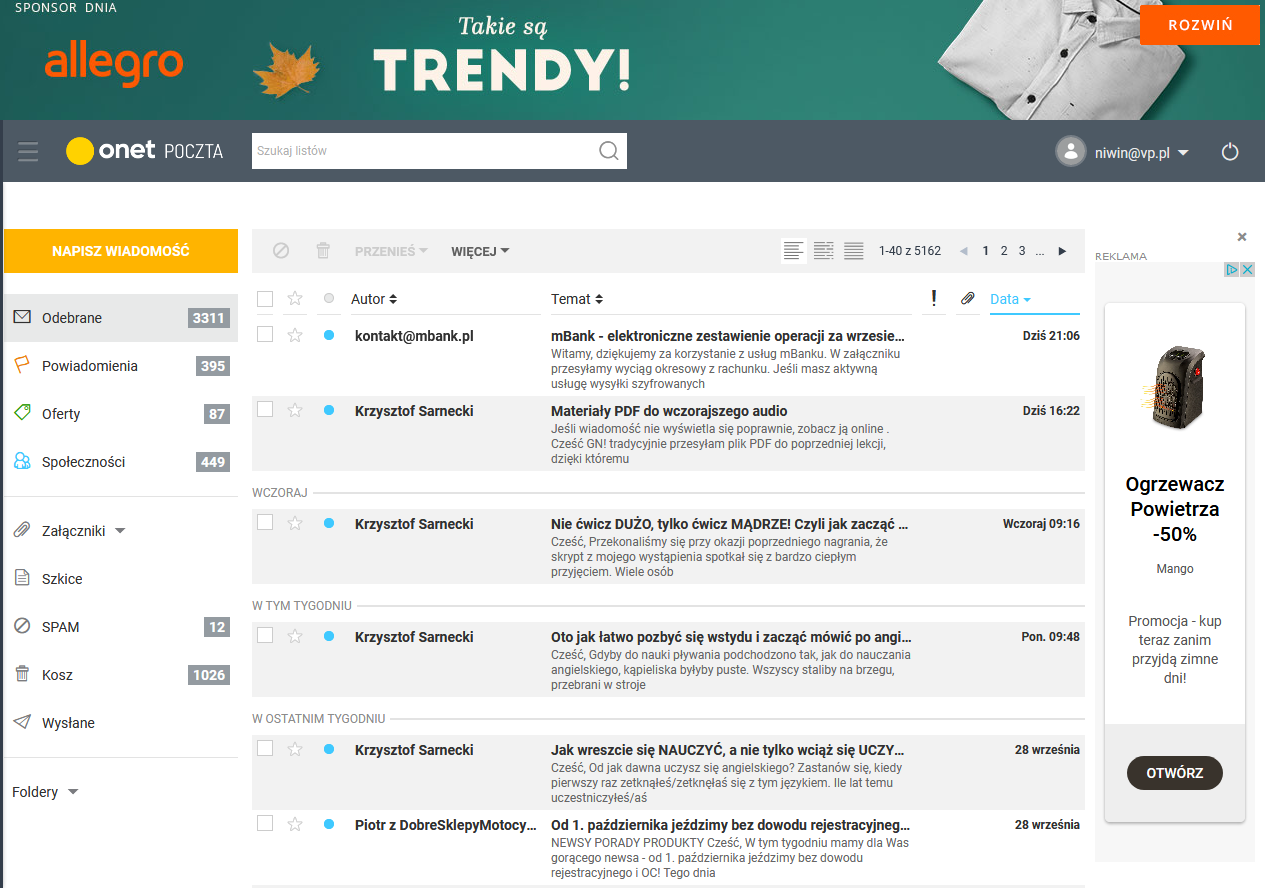 SPONSOR DNIA
allegro
Takie są
TRENDY!
ROZWIŃ
onet POCZTA
Szukaj listów
niwin@vp.pl
NAPISZ WIADOMOŚĆ
Odebrane 3311
Powiadomienia 395
Oferty 87
Społeczności 449
Załączniki
Szkice
SPAM 12
Kosz 1026
Wysłane
Foldery
PRZENIEŚ WIĘCEJ 1-40 z 5162 1 2 3 ...
Autor Temat ! Data
kontakt@mbank.pl mBank - elektroniczne zestawienie operacji za wrzesie... Dziś 21:06
Witamy, dziękujemy za korzystanie z usług mBanku. W załączniku
przesyłamy wyciąg okresowy z rachunku. Jeśli masz aktywną
usługę wysyłki szyfrowanych
Krzysztof Sarnecki Materiały PDF do wczorajszego audio Dziś 16:22
Jeśli wiadomość nie wyświetla się poprawnie, zobacz ją online .
Cześć GN! tradycyjnie przesyłam plik PDF do poprzedniej lekcji,
dzięki któremu
WCZORAJ
Krzysztof Sarnecki Nie ćwicz DUŻO, tylko ćwicz MĄDRZE! Czyli jak zacząć ... Wczoraj 09:16
Cześć, Przekonaliśmy się przy okazji poprzedniego nagrania, że
skrypt z mojego wystąpienia spotkał się z bardzo ciepłym
przyjęciem. Wiele osób
W TYM TYGODNIU
Krzysztof Sarnecki Oto jak łatwo pozbyć się wstydu i zacząć mówić po angi... Pon. 09:48
Cześć, Gdyby do nauki pływania podchodzono tak, jak do nauczania
angielskiego, kąpieliska byłyby puste. Wszyscy staliby na brzegu,
przebrani w stroje
W OSTATNIM TYGODNIU
Krzysztof Sarnecki Jak wreszcie się NAUCZYĆ, a nie tylko wciąż się UCZY... 28 września
Cześć, Od jak dawna uczysz się angielskiego? Zastanów się, kiedy
pierwszy raz zetknąłeś/zetknęłaś się z tym językiem. Ile lat temu
uczestniczyłeś/aś
Piotr z DobreSklepyMotocy... Od 1. października jeździmy bez dowodu rejestracyjneg... 28 września
NEWSY PORADY PRODUKTY Cześć, W tym tygodniu mamy dla Was
gorącego newsa - od 1. października jeździmy bez dowodu
rejestracyjnego i OC! Tego dnia
REKLAMA
Ogrzewacz
Powietrza
-50%
Mango
Promocja - kup
teraz zanim
przyjdą zimne
dni!
OTWÓRZ